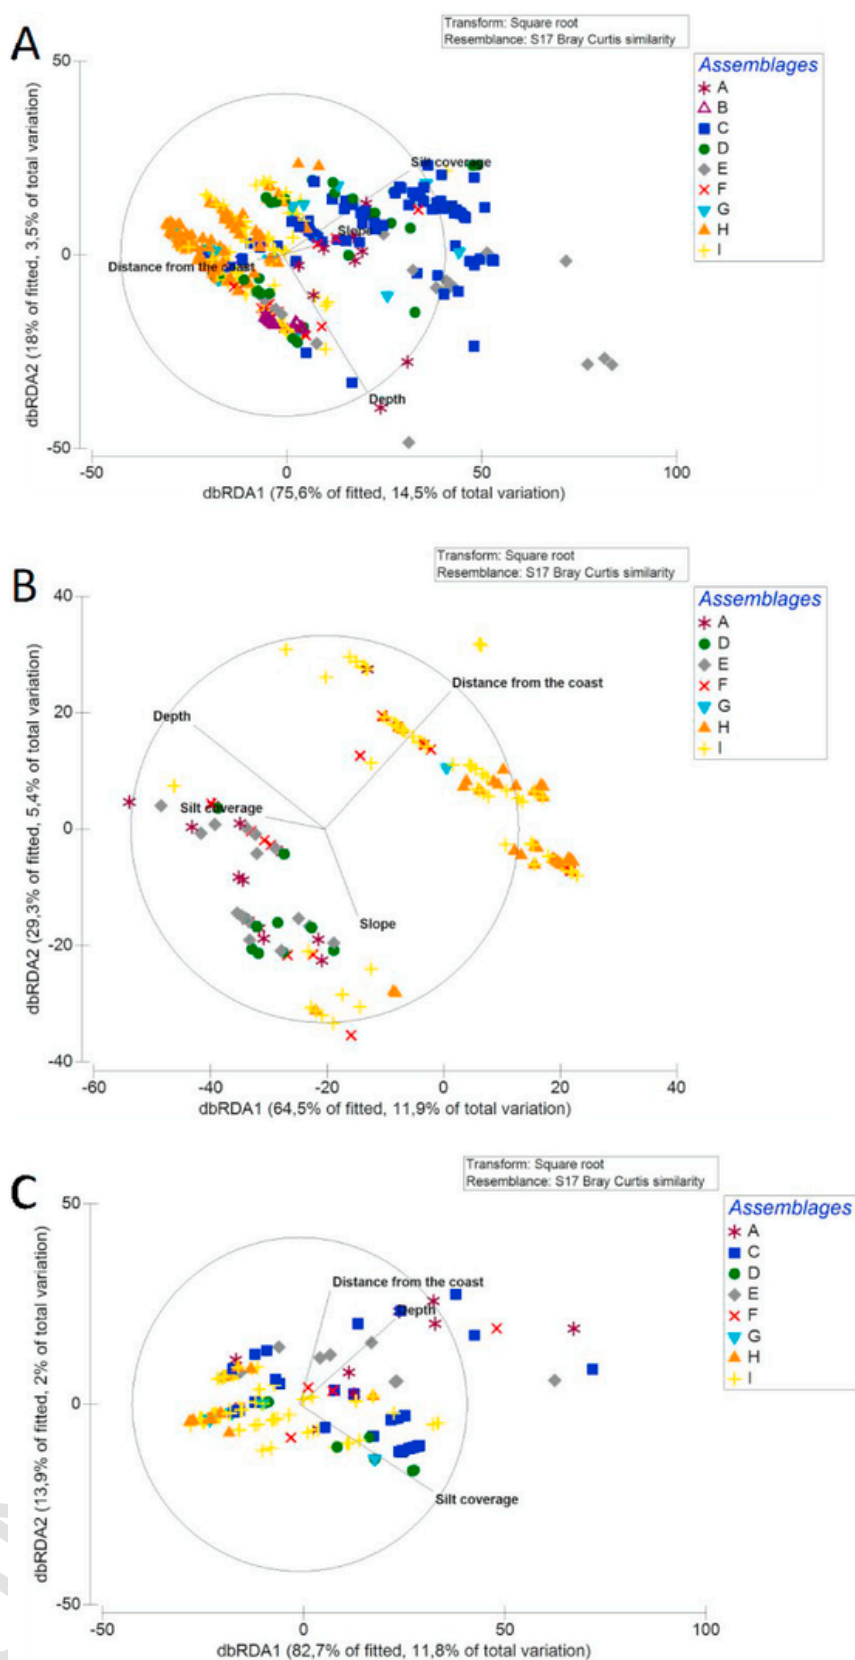 A
Transform: Square root
Resemblance: S17 Bray Curtis similarity
Assemblages
A
B
C
D
E
F
G
H
I
50
0
-50
dbRDA2 (18% of fitted, 3,5% of total variation)
Silt coverage
Slope
Distance from the coast
Depth
-50
0
50
100
dbRDA1 (75,6% of fitted, 14,5% of total variation)
B
Transform: Square root
Resemblance: S17 Bray Curtis similarity
Assemblages
A
D
E
F
G
H
I
40
20
0
-20
-40
dbRDA2 (29,3% of fitted, 5,4% of total variation)
Distance from the coast
Depth
Silt coverage
Slope
-60
-40
-20
0
20
40
dbRDA1 (64,5% of fitted, 11,9% of total variation)
C
Transform: Square root
Resemblance: S17 Bray Curtis similarity
Assemblages
A
C
D
E
F
G
H
I
50
0
-50
dbRDA2 (13,9% of fitted, 2% of total variation)
Distance from the coast
Depth
Silt coverage
-50
0
50
100
dbRDA1 (82,7% of fitted, 11,8% of total variation)